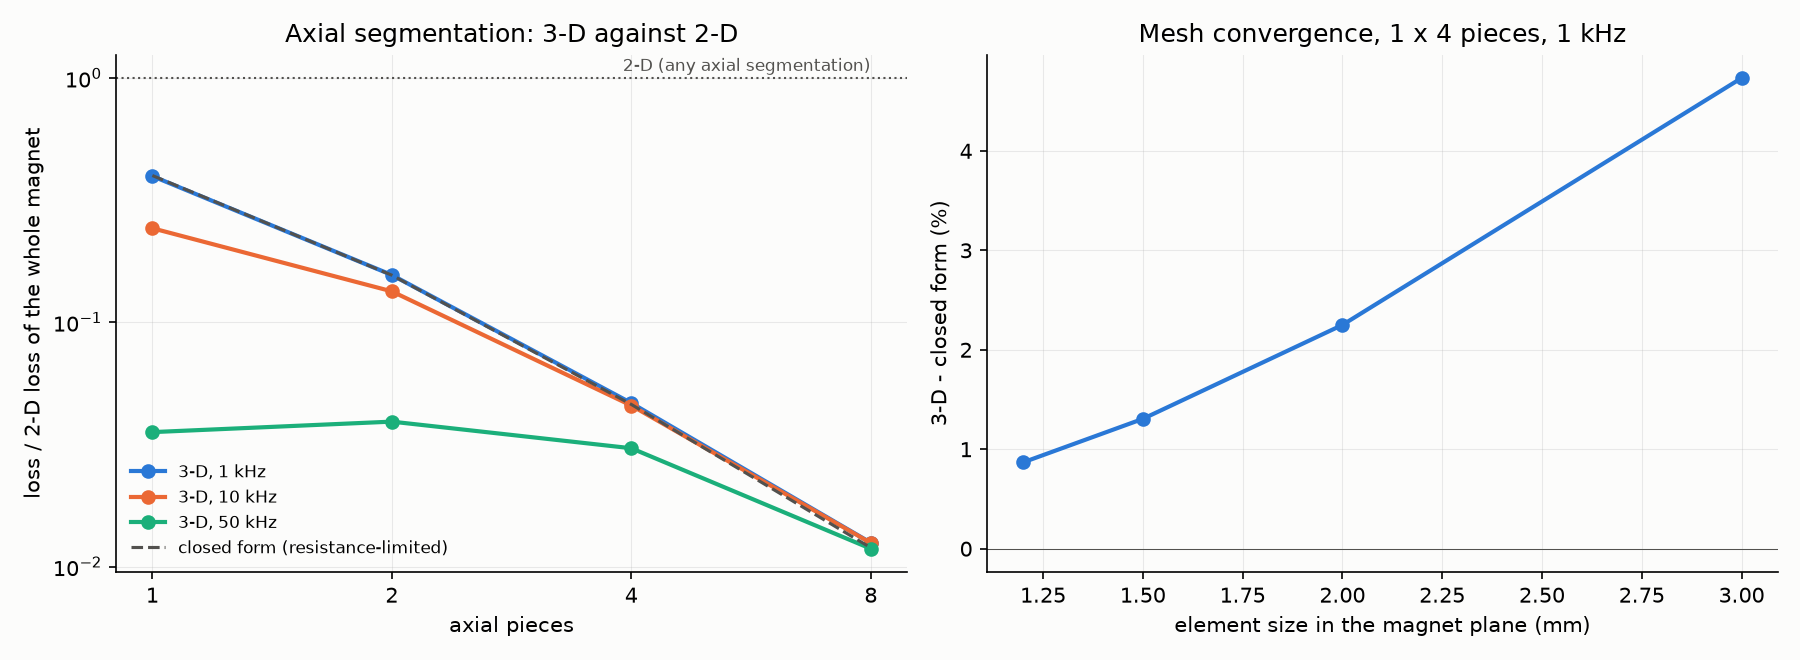 Axial segmentation: 3-D against 2-D
2-D (any axial segmentation)
10⁰
10⁻¹
10⁻²
loss / 2-D loss of the whole magnet
3-D, 1 kHz
3-D, 10 kHz
3-D, 50 kHz
closed form (resistance-limited)
1 2 4 8
axial pieces
Mesh convergence, 1 x 4 pieces, 1 kHz
4
3
2
1
0
3-D - closed form (%)
1.25 1.50 1.75 2.00 2.25 2.50 2.75 3.00
element size in the magnet plane (mm)